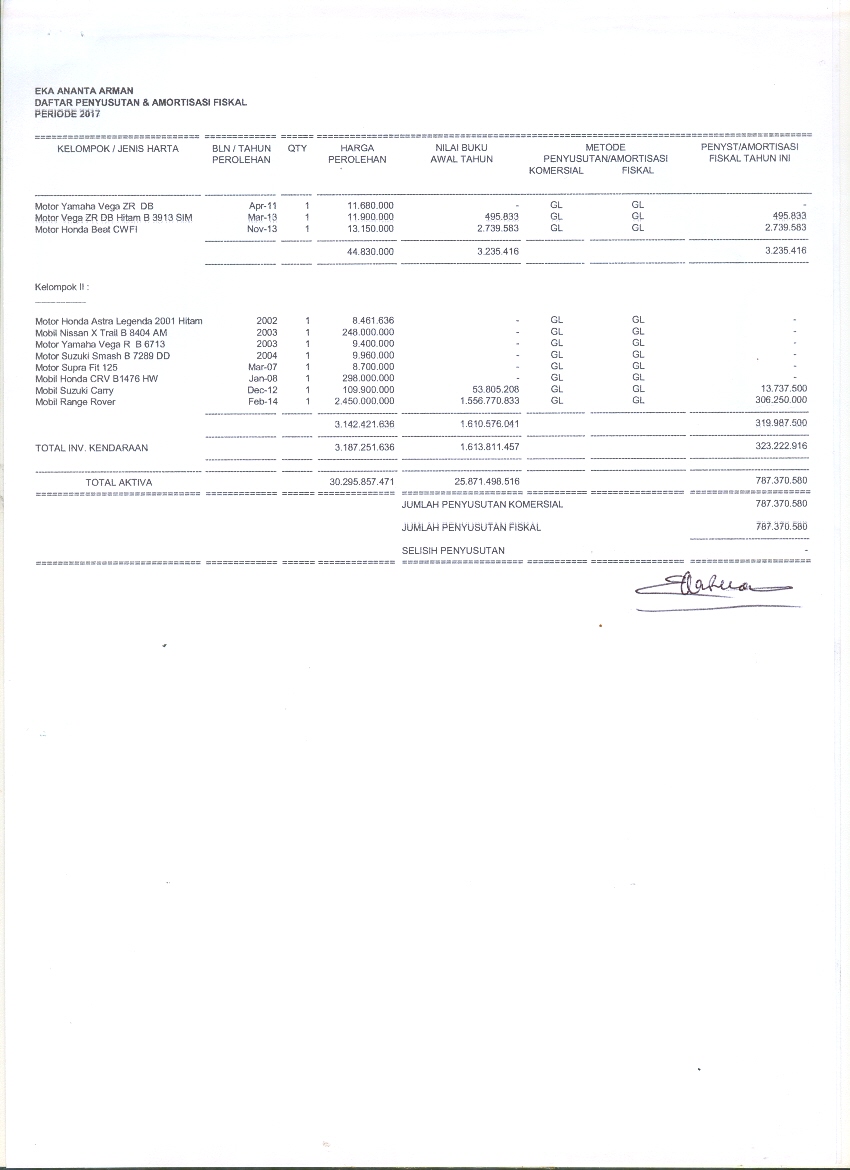 EKA ANANTA ARMAN
DAFTAR PENYUSUTAN & AMORTISASI FISKAL
PERIODE 2017
KELOMPOK / JENIS HARTA BLN / TAHUN PEROLEHAN QTY HARGA PEROLEHAN NILAI BUKU AWAL TAHUN METODE PENYUSUTAN/AMORTISASI KOMERSIAL FISKAL PENYST/AMORTISASI FISKAL TAHUN INI
Motor Yamaha Vega ZR DB Apr-11 1 11.680.000 - GL GL -
Motor Vega ZR DB Hitam B 3913 SIM Mar-13 1 11.900.000 495.833 GL GL 495.833
Motor Honda Beat CWFI Nov-13 1 13.150.000 2.739.583 GL GL 2.739.583
44.830.000 3.235.416 3.235.416
Kelompok II :
Motor Honda Astra Legenda 2001 Hitam 2002 1 8.461.636 - GL GL -
Mobil Nissan X Trail B 8404 AM 2003 1 248.000.000 - GL GL -
Motor Yamaha Vega R B 6713 2003 1 9.400.000 - GL GL -
Motor Suzuki Smash B 7289 DD 2004 1 9.960.000 - GL GL -
Motor Supra Fit 125 Mar-07 1 8.700.000 - GL GL -
Mobil Honda CRV B1476 HW Jan-08 1 298.000.000 - GL GL -
Mobil Suzuki Carry Dec-12 1 109.900.000 53.805.208 GL GL 13.737.500
Mobil Range Rover Feb-14 1 2.450.000.000 1.556.770.833 GL GL 306.250.000
3.142.421.636 1.610.576.041 319.987.500
TOTAL INV. KENDARAAN 3.187.251.636 1.613.811.457 323.222.916
TOTAL AKTIVA 30.295.857.471 25.871.498.516 787.370.580
JUMLAH PENYUSUTAN KOMERSIAL 787.370.580
JUMLAH PENYUSUTAN FISKAL 787.370.580
SELISIH PENYUSUTAN -